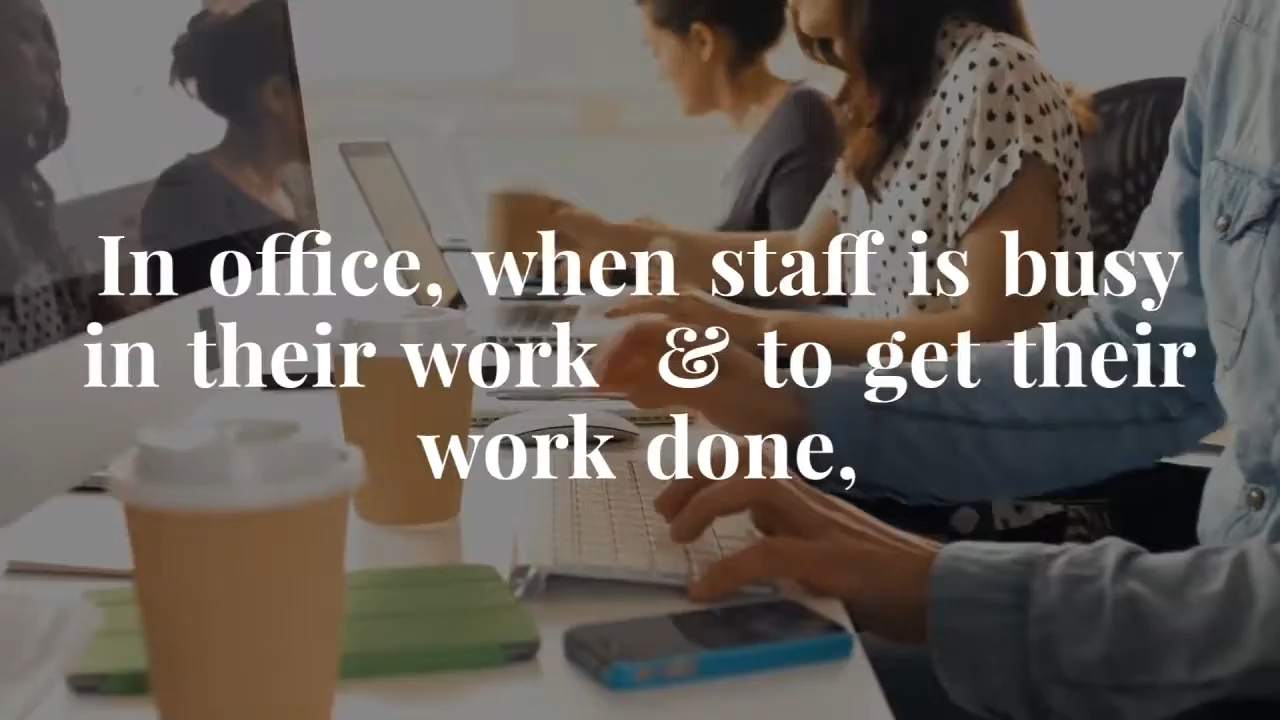 In office, when staff is busy
in their work & to get their
work done,